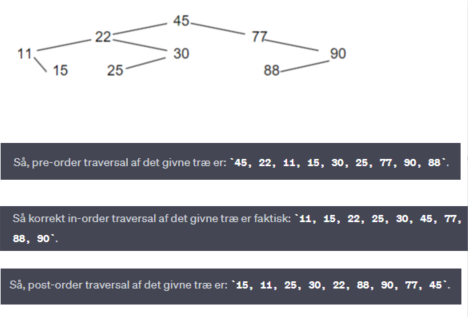 45
22 77
11 30 90
15 25 88
Så, pre-order traversal af det givne træ er: `45, 22, 11, 15, 30, 25, 77, 90, 88`.
Så korrekt in-order traversal af det givne træ er faktisk: `11, 15, 22, 25, 30, 45, 77,
88, 90`.
Så, post-order traversal af det givne træ er: `15, 11, 25, 30, 22, 88, 90, 77, 45`.